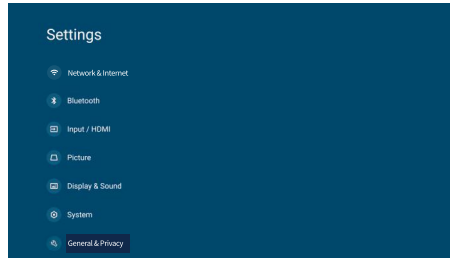 Settings
Network & Internet
Bluetooth
Input / HDMI
Picture
Display & Sound
System
General & Privacy